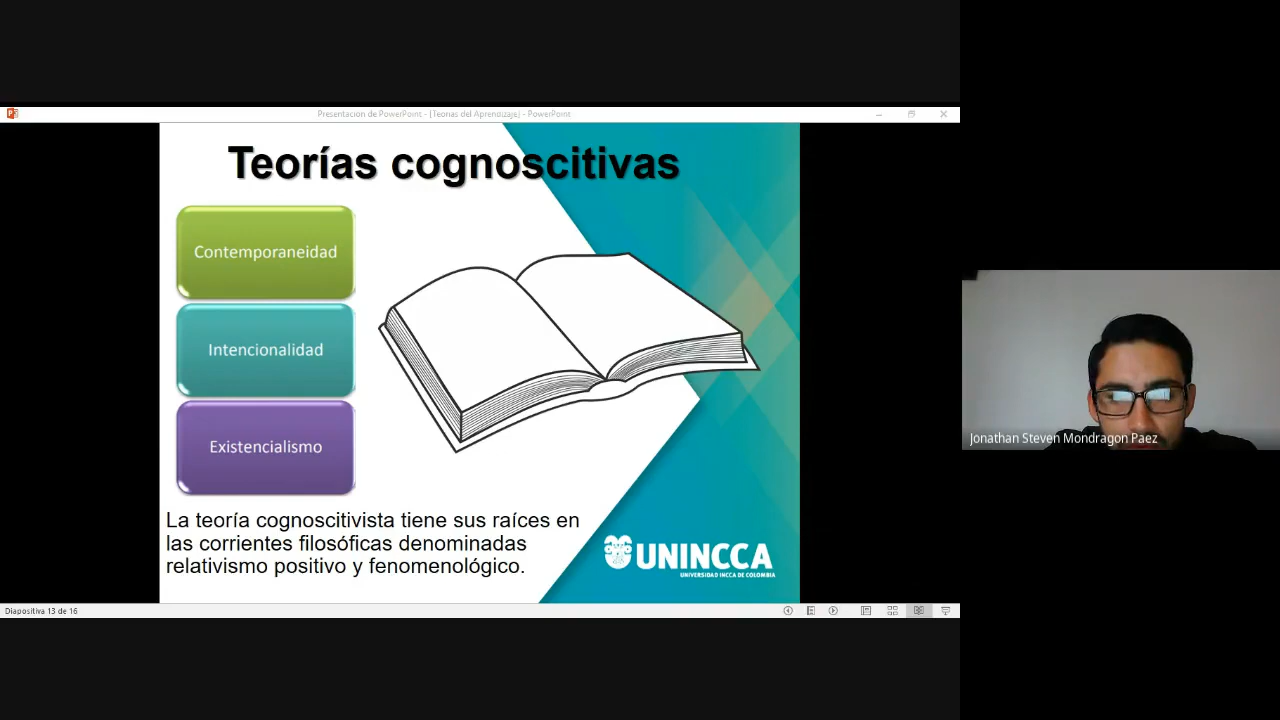 Presentación de PowerPoint - [Teorías del Aprendizaje] - PowerPoint
Teorías cognoscitivas
Contemporaneidad
Intencionalidad
Existencialismo
La teoría cognoscitivista tiene sus raíces en
las corrientes filosóficas denominadas
relativismo positivo y fenomenológico.
UNINCCA
UNIVERSIDAD INCCA DE COLOMBIA
Diapositiva 13 de 16
Jonathan Steven Mondragon Paez